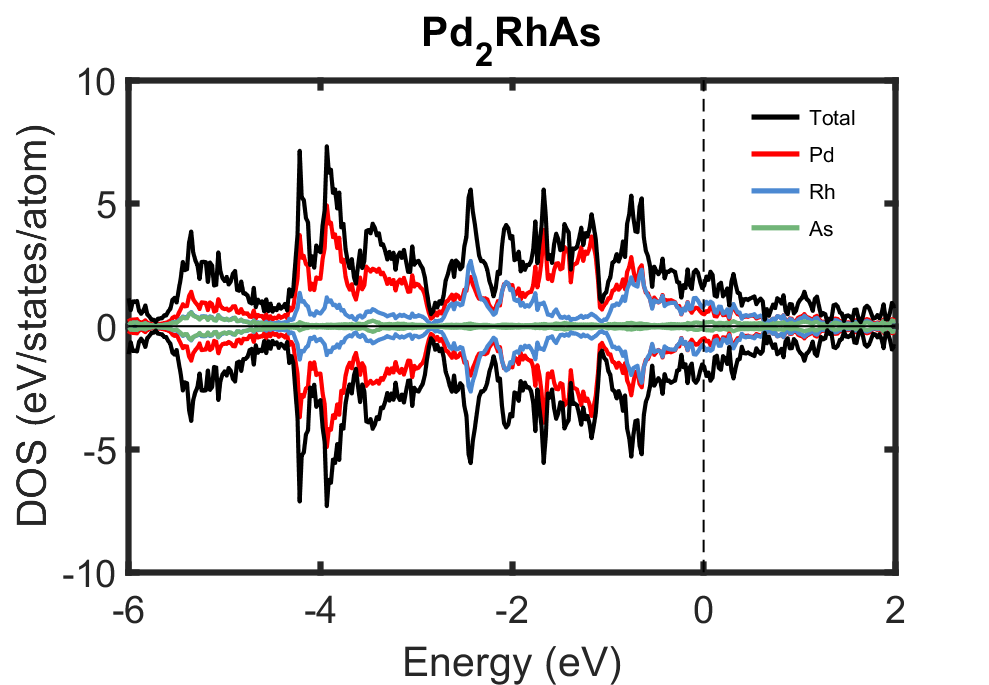 Pd₂RhAs
DOS (eV/states/atom)
10
5
0
-5
-10
Total
Pd
Rh
As
-6 -4 -2 0 2
Energy (eV)